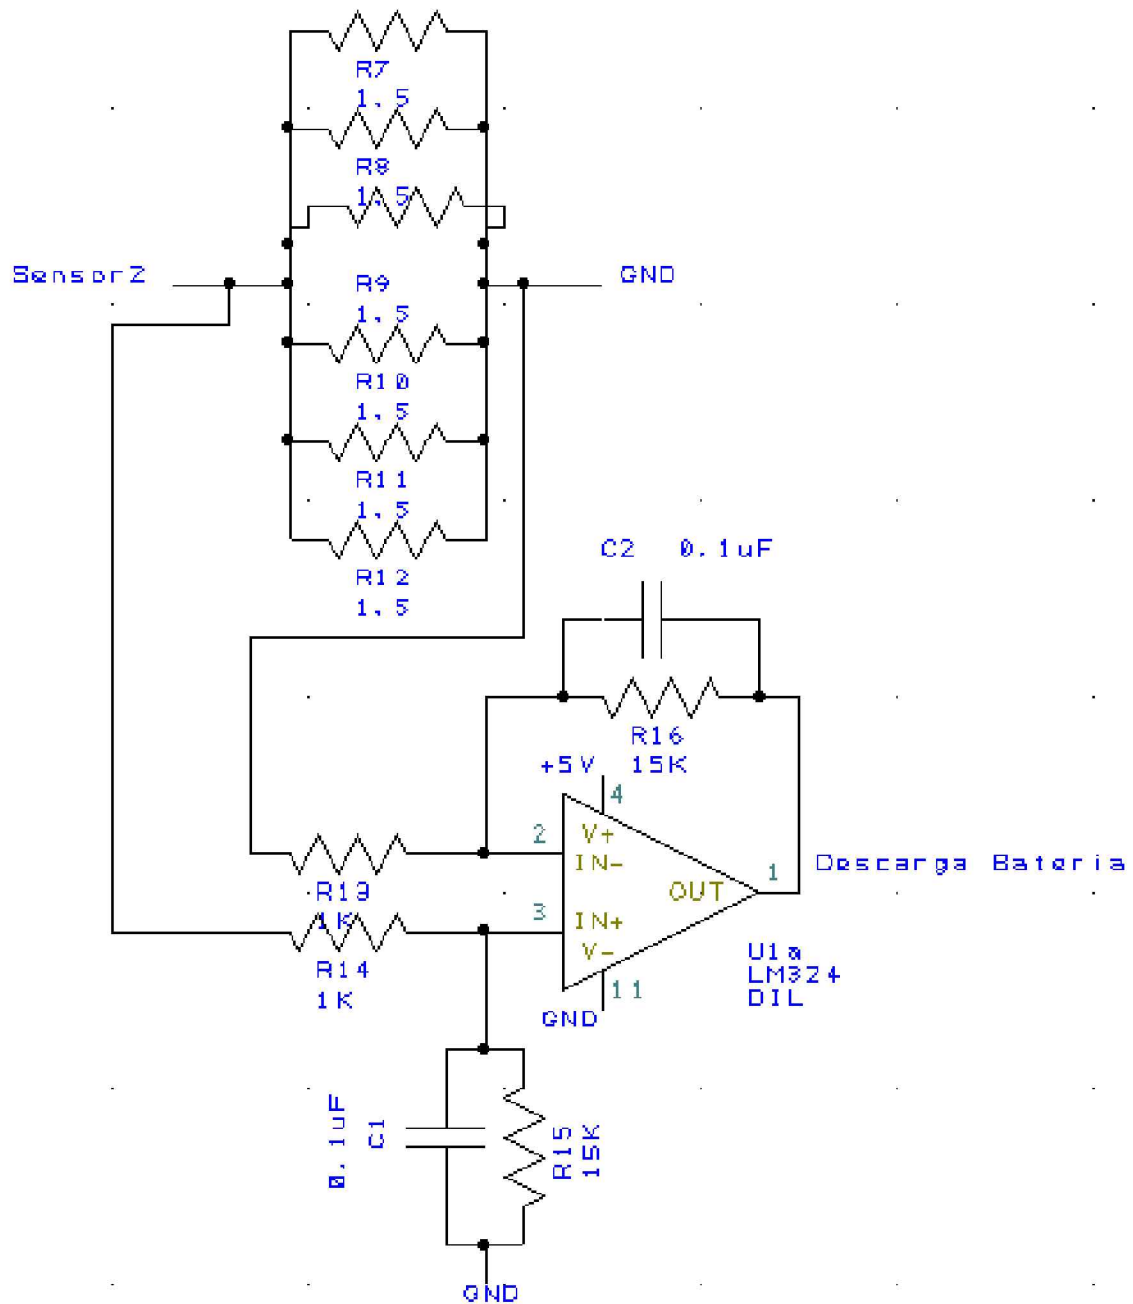 R7
1.5
R8
1.5
Sensor2
GND
R9
1.5
R10
1.5
R11
1.5
R12
1.5
C2 0.1uF
R16
15K
+5V
4
2
V+
IN-
1
Descarga Bateria
OUT
R13
1K
3
IN+
V-
R14
1K
11
GND
U1a
LM324
DIL
0.1uF
C1
R15
15K
GND